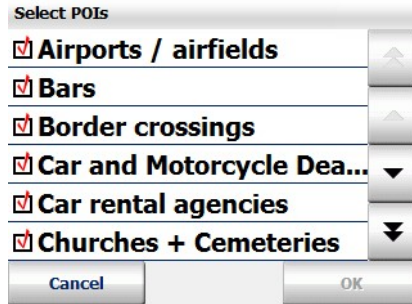 Select POIs
Airports / airfields
Bars
Border crossings
Car and Motorcycle Dea...
Car rental agencies
Churches + Cemeteries
Cancel
OK